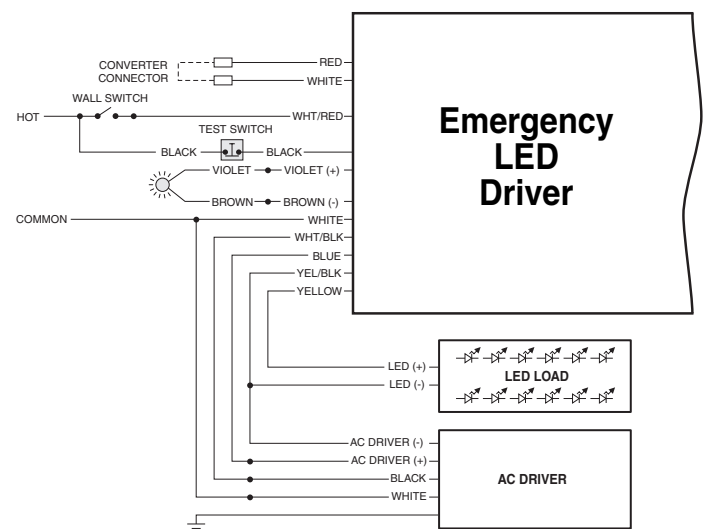 CONVERTER
CONNECTOR
RED
WHITE
WALL SWITCH
HOT
WHT/RED
TEST SWITCH
BLACK
BLACK
VIOLET
VIOLET (+)
BROWN
BROWN (-)
COMMON
WHITE
WHT/BLK
BLUE
YEL/BLK
YELLOW
Emergency
LED
Driver
LED (+)
LED (-)
LED LOAD
AC DRIVER (-)
AC DRIVER (+)
BLACK
WHITE
AC DRIVER